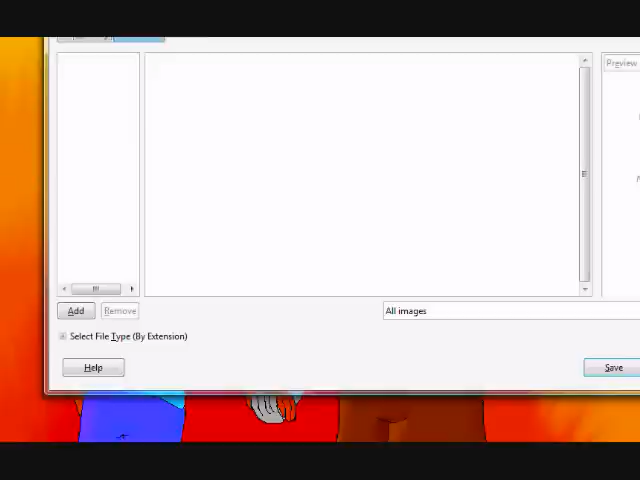 Preview
Add
Remove
All images
Select File Type (By Extension)
Help
Save